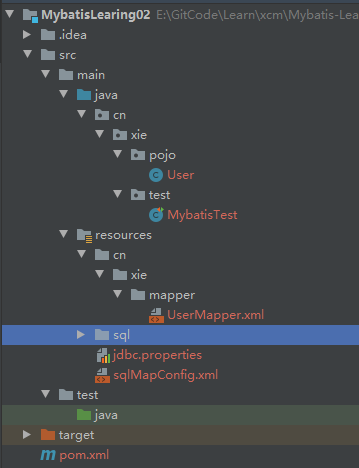 MybatisLearing02 E:\GitCode\Learn\xcm\Mybatis-Lea
.idea
src
main
java
cn
xie
pojo
User
test
MybatisTest
resources
cn
xie
mapper
UserMapper.xml
sql
jdbc.properties
sqlMapConfig.xml
test
java
target
pom.xml